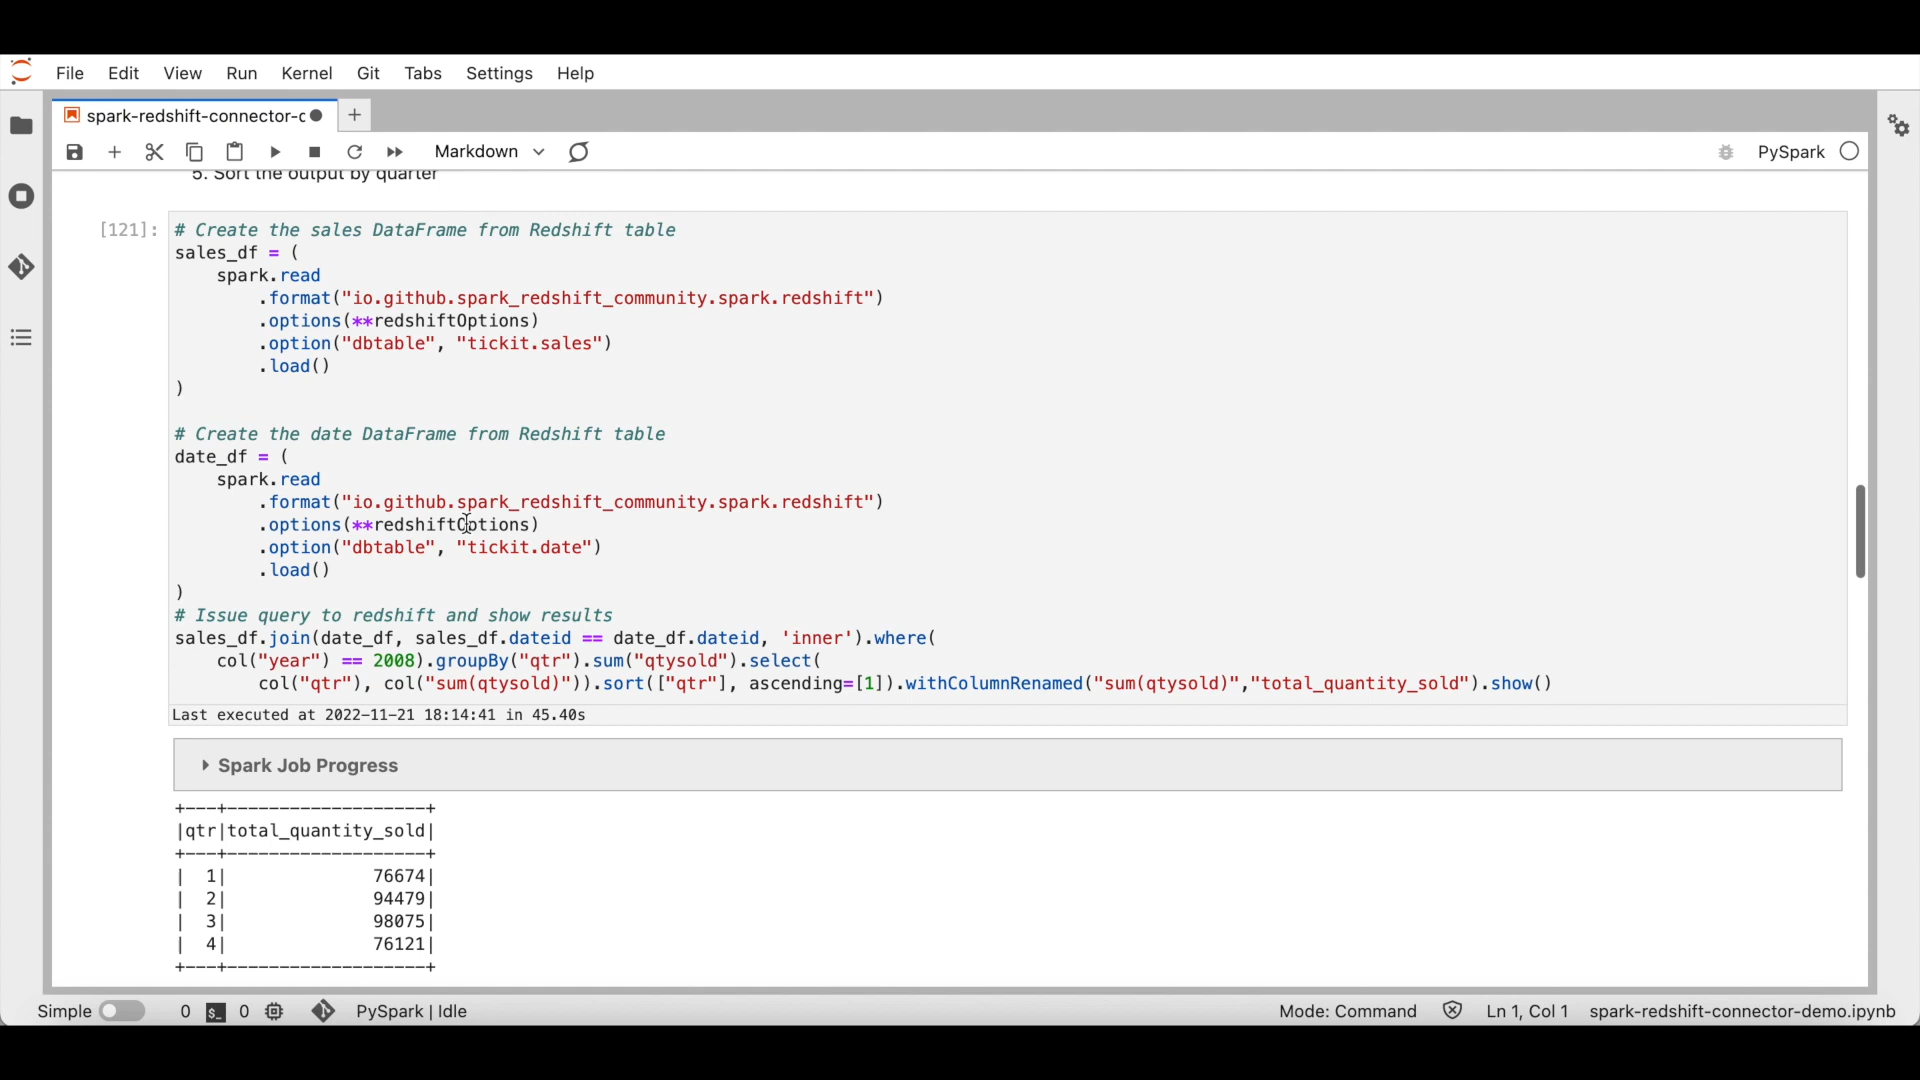 File Edit View Run Kernel Git Tabs Settings Help
spark-redshift-connector-c
Markdown PySpark
5. Sort the output by quarter
[121]: # Create the sales DataFrame from Redshift table
sales_df = (
    spark.read
        .format("io.github.spark_redshift_community.spark.redshift")
        .options(**redshiftOptions)
        .option("dbtable", "tickit.sales")
        .load()
)
# Create the date DataFrame from Redshift table
date_df = (
    spark.read
        .format("io.github.spark_redshift_community.spark.redshift")
        .options(**redshiftOptions)
        .option("dbtable", "tickit.date")
        .load()
)
# Issue query to redshift and show results
sales_df.join(date_df, sales_df.dateid == date_df.dateid, 'inner').where(
    col("year") == 2008).groupBy("qtr").sum("qtysold").select(
        col("qtr"), col("sum(qtysold)")).sort(["qtr"], ascending=[1]).withColumnRenamed("sum(qtysold)","total_quantity_sold").show()
Last executed at 2022-11-21 18:14:41 in 45.40s
Spark Job Progress
+---+-------------------+
|qtr|total_quantity_sold|
+---+-------------------+
|  1|              76674|
|  2|              94479|
|  3|              98075|
|  4|              76121|
+---+-------------------+
Simple 0 $_ 0 PySpark | Idle Mode: Command Ln 1, Col 1 spark-redshift-connector-demo.ipynb